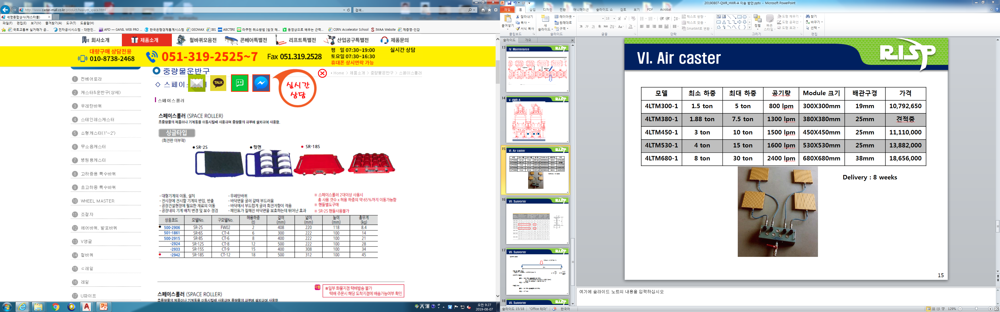 http://www.caster-mall.co.kr/product/heavym_space.html
검색...
세명종합상사(캐스터몰)
파일(F) 편집(E) 보기(V) 즐겨찾기(A) 도구(T) 도움말(H)
국토교통부 실거래가 공... 전자공시시스템 - 대한민... APD — GANIL WEB PRO ... 한국은행경제통계시스템 GEOMAX IBS ABCTIRE 라쿠텐 취소방법 (쉽켓 해... 동영상으로 배우는 근력... CERN Accelerator School IWAA Website 제증명-인감
회사소개 제품소개 철바퀴모음전 콘베어특별전 리프트특별전 산업공구특별전 제품문의
대량구매 상담전용
010-8738-2468
051-319-2525~7
Fax 051.319.2528
평 일 07:30~19:00
토요일 07:30~16:30
휴대폰 상시연락 가능
실시간 상담
1 컨베어로라
2 캐스터&운반구(상세)
3 우레탄바퀴
4 스테인레스캐스터
5 소형캐스터(1"~2")
6 무소음캐스터
7 병원용캐스터
8 고하중용 특수바퀴
9 초고하중 특수바퀴
10 WHEEL MASTER
11 조절자
12 에어바퀴, 발포바퀴
13 V앵글
14 철바퀴
15 ㄷ레일
16 레일
17 U파이프
중량물운반구
• Home > 제품소개 > 중량물운반구 > 스페이스롤러
◇ 스페이스
TALK
실시간
상담
스페이스롤러
스페이스롤러 (SPACE ROLLER)
초중량물의 제품이나 기계등을 이동시킬때 사용하며 중량물의 하부에 설치하여 사용함.
싱글타입
(회전판 미부착)
● SR-2S ● 뒷면 ● SR-18S
· 대형기계의 이동, 설치
· 전시장에 전시할 기계의 반입, 반출
· 공장건설현장에 필요한 재료의 이동
· 공장내의 기계 배치 변경 및 보수 점검
· 우레탄바퀴
· 바닥면을 굴러 갈때 부드러움
· 바닥에서 부드럽게 굴러 회전저항이 적음
· 페인트가 칠해진 바닥면을 보호하는데 뛰어난 효과
※ 스페이스롤러 2대이상 사용시
총 사용 갯수 x 허용 하중의 약 65%까지 이동가능함
※ 핸들별도구매
※ SR-2S 핸들사용불가
상품코드 모델No. 구모델No. 허용하중 (t) 길이 (mm) 넓이 (mm) 높이 (mm) 총무게 (kg)
500-2906 SR-2S FW02 2 408 220 118 8.4
501-1861 SR-6S CT-4 6 300 222 100 14
500-2915 SR-8S CT-6 8 400 222 100 21
-2924 SR-12S CT-8 12 500 222 100 28
-2933 SR-15S CT-9 15 400 308 100 34
-2942 SR-18S CT-12 18 500 312 100 45
※일부 화물지점 택배발송 불가
택배 주문시 해당 도착지점에 배송가능여부 확인
스페이스롤러 (SPACE ROLLER)
초중량물의 제품이나 기계등을 이동시킬때 사용하며 중량물의 하부에 설치하여 사용함
오전 9:27
2019-08-07
20190807-QWR_HWR-A 이송 방안.pptx - Microsoft PowerPoint
파일 홈 삽입 디자인 전환 애니메이션 슬라이드 쇼 검토 보기 PDF Acrobat
붙여넣기 잘라내기 복사 서식 복사 클립보드
새 슬라이드 레이아웃 원래대로 구역 슬라이드
18 글꼴
텍스트 방향 텍스트 맞춤 SmartArt로 변환 단락
정렬 빠른 스타일 도형 채우기 도형 윤곽선 도형 효과 그리기
찾기 바꾸기 선택 편집
슬라이드 개요
13 IV. Maintenance RISP
14 V. HWR-A RISP
15 VI. Air caster RISP
Delivery : 8 weeks
16 VII. Supporter RISP
17 VII. Supporter RISP
18 VII. Supporter RISP
VI. Air caster
RISP
모델 최소 하중 최대 하중 공기량 Module 크기 배관구경 가격
4LTM300-1 1.5 ton 5 ton 800 lpm 300X300mm 19mm 10,792,650
4LTM380-1 1.88 ton 7.5 ton 1300 lpm 380X380mm 25mm 견적중
4LTM450-1 3 ton 10 ton 1500 lpm 450X450mm 25mm 11,110,000
4LTM530-1 4 ton 15 ton 1600 lpm 530X530mm 25mm 13,882,000
4LTM680-1 8 ton 30 ton 2400 lpm 680X680mm 38mm 18,656,000
Delivery : 8 weeks
15
여기에 슬라이드 노트의 내용을 입력하십시오
슬라이드 15/18 "Office 테마" 한국어 129%